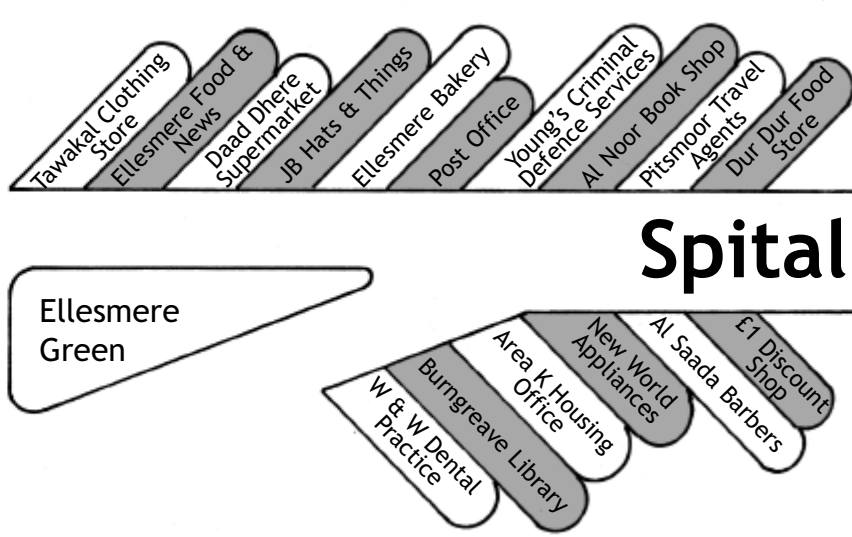 Tawakal Clothing
Store
Ellesmere Food &
News
Daad Dhere
Supermarket
JB Hats & Things
Ellesmere Bakery
Post Office
Young's Criminal
Defence Services
Al Noor Book Shop
Pitsmoor Travel
Agents
Dur Dur Food
Store
Spital
Ellesmere
Green
W & W Dental
Practice
Burngreave Library
Area K Housing
Office
New World
Appliances
Al Saada Barbers
£1 Discount
Shop